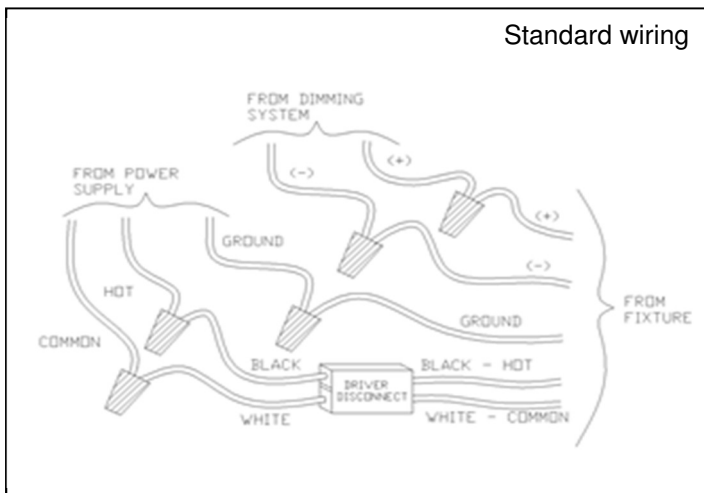 Standard wiring
FROM DIMMING
SYSTEM
(-)
(+)
FROM POWER
SUPPLY
(+)
GROUND
(-)
HOT
FROM
FIXTURE
GROUND
COMMON
BLACK
BLACK - HOT
DRIVER
DISCONNECT
WHITE
WHITE - COMMON